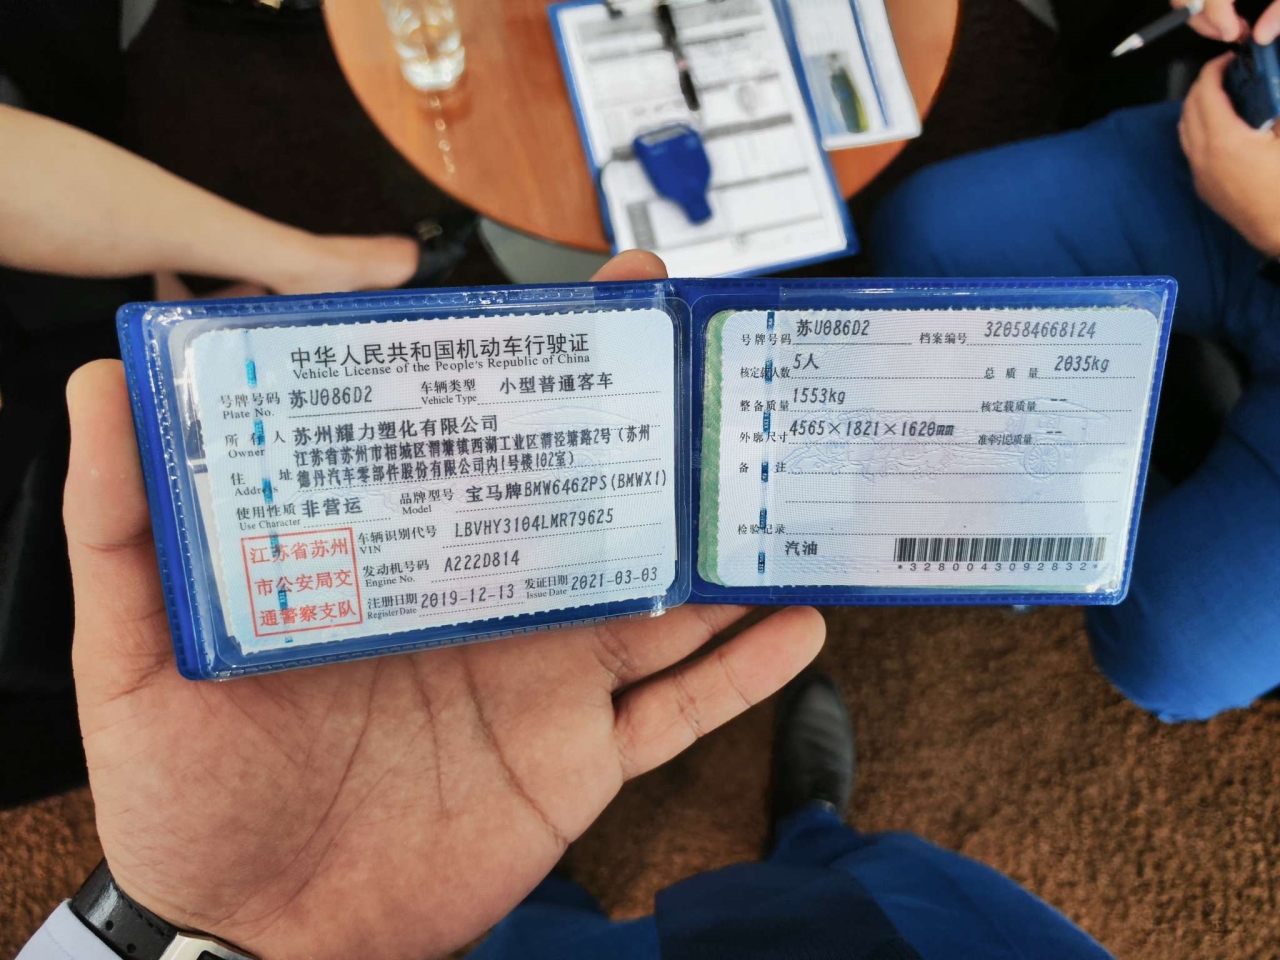 中华人民共和国机动车行驶证
Vehicle License of the People's Republic of China
号牌号码 苏U086D2 车辆类型 小型普通客车
Plate No. Vehicle Type
所有人 苏州耀力塑化有限公司
Owner
住址 江苏省苏州市相城区渭塘镇西湖工业区渭泾塘路2号（苏州
Address 德丹汽车零部件股份有限公司内1号楼102室）
使用性质 非营运 品牌型号 宝马牌BMW6462PS(BMWX1)
Use Character Model
江苏省苏州
市公安局交
通警察支队
车辆识别代号 LBVHY3104LMR79625
VIN
发动机号码 A222D814
Engine No.
注册日期 2019-12-13 发证日期 2021-03-03
Register Date Issue Date
号牌号码 苏U086D2 档案编号 320584668124
核定载人数 5人 总质量 2035kg
整备质量 1553kg 核定载质量 --
外廓尺寸 4565×1821×1620mm 准牵引总质量 --
备注
检验记录
汽油
*3280043092832*